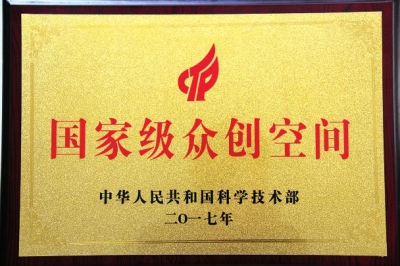 国家级众创空间
中华人民共和国科学技术部
二O一七年